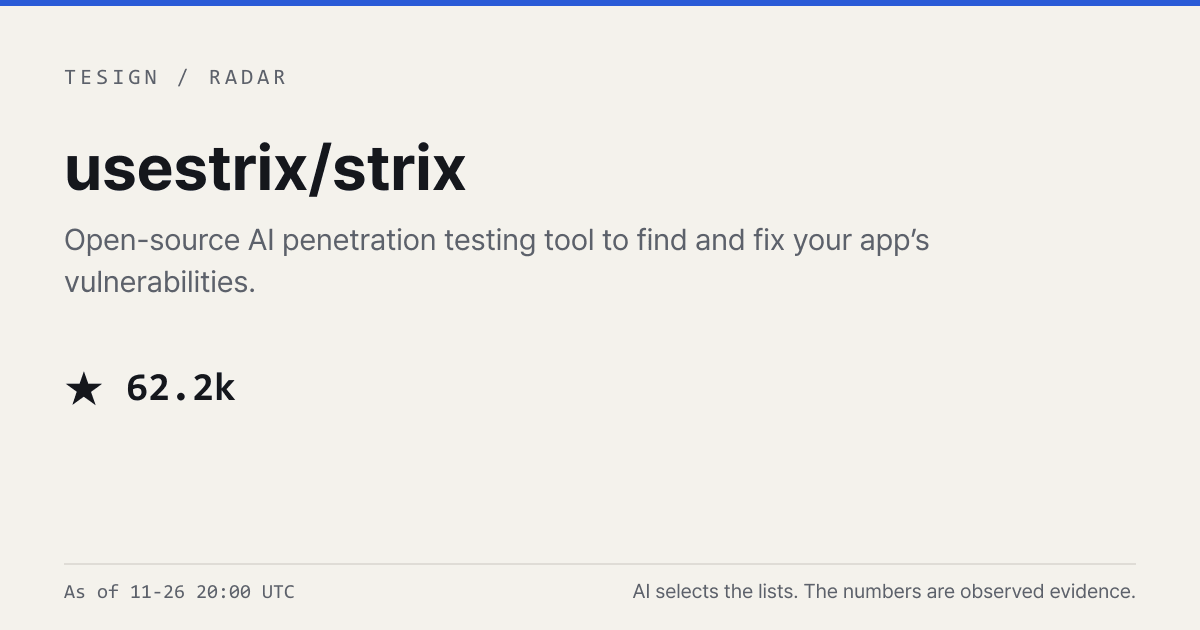 TESIGN / RADAR
usestrix/strix
Open-source AI penetration testing tool to find and fix your app’s
vulnerabilities.
★ 62.2k
As of 11-26 20:00 UTC
AI selects the lists. The numbers are observed evidence.